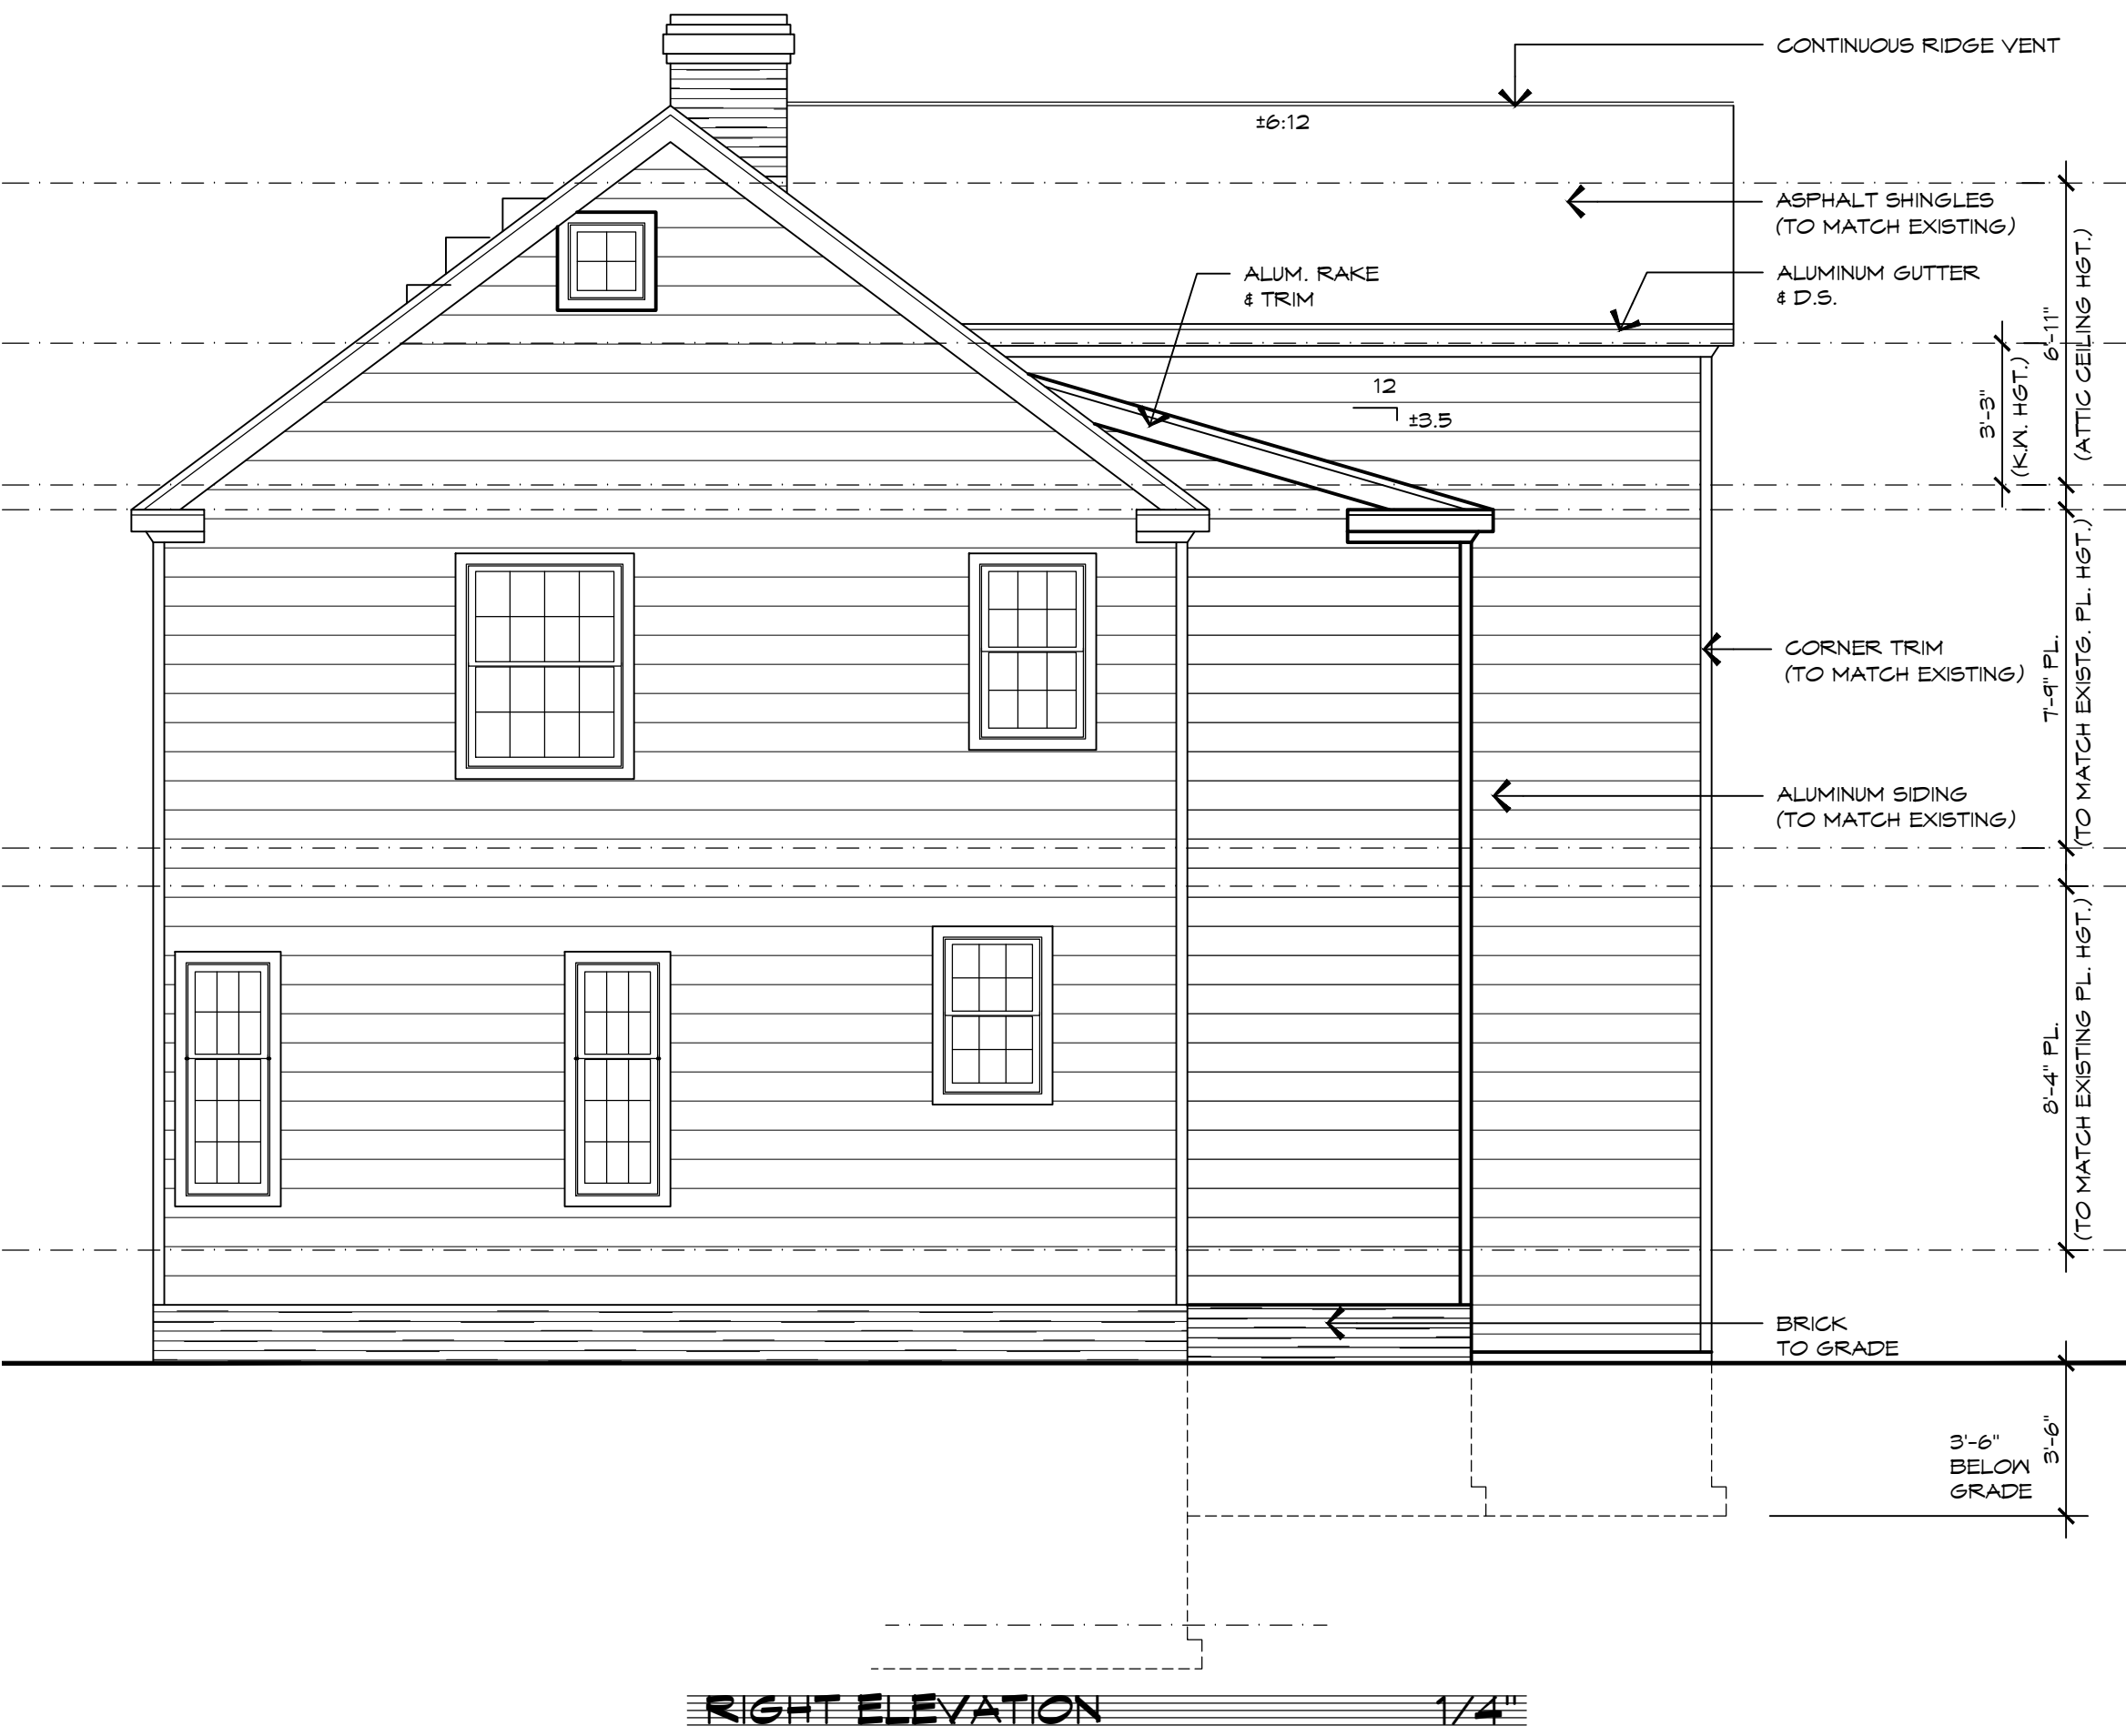 CONTINUOUS RIDGE VENT
±6:12
ASPHALT SHINGLES
(TO MATCH EXISTING)
ALUM. RAKE
& TRIM
ALUMINUM GUTTER
& D.S.
12
±3.5
3'-3"
(K.W. HGT.)
6'-11"
(ATTIC CEILING HGT.)
CORNER TRIM
(TO MATCH EXISTING)
7'-9" PL.
(TO MATCH EXISTG. PL. HGT.)
ALUMINUM SIDING
(TO MATCH EXISTING)
8'-4" PL.
(TO MATCH EXISTING PL. HGT.)
BRICK
TO GRADE
3'-6"
BELOW
GRADE
3'-6"
RIGHT ELEVATION 1/4"